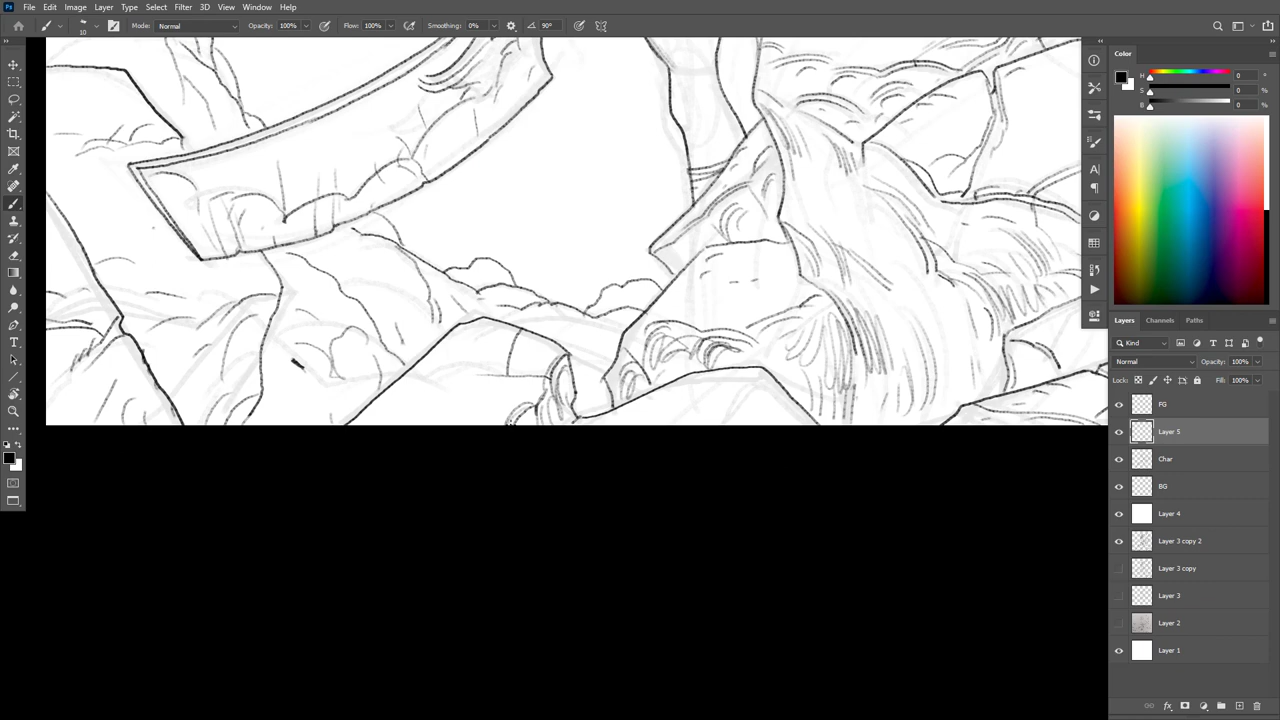 Ps File Edit Image Layer Type Select Filter 3D View Window Help
10 Mode: Normal Opacity: 100% Flow: 100% Smoothing: 0% 90°
Color
H 0 °
S 0 %
B 0 %
Layers Channels Paths
Kind
Normal Opacity: 100%
Lock: Fill: 100%
FG
Layer 5
Char
BG
Layer 4
Layer 3 copy 2
Layer 3 copy
Layer 3
Layer 2
Layer 1